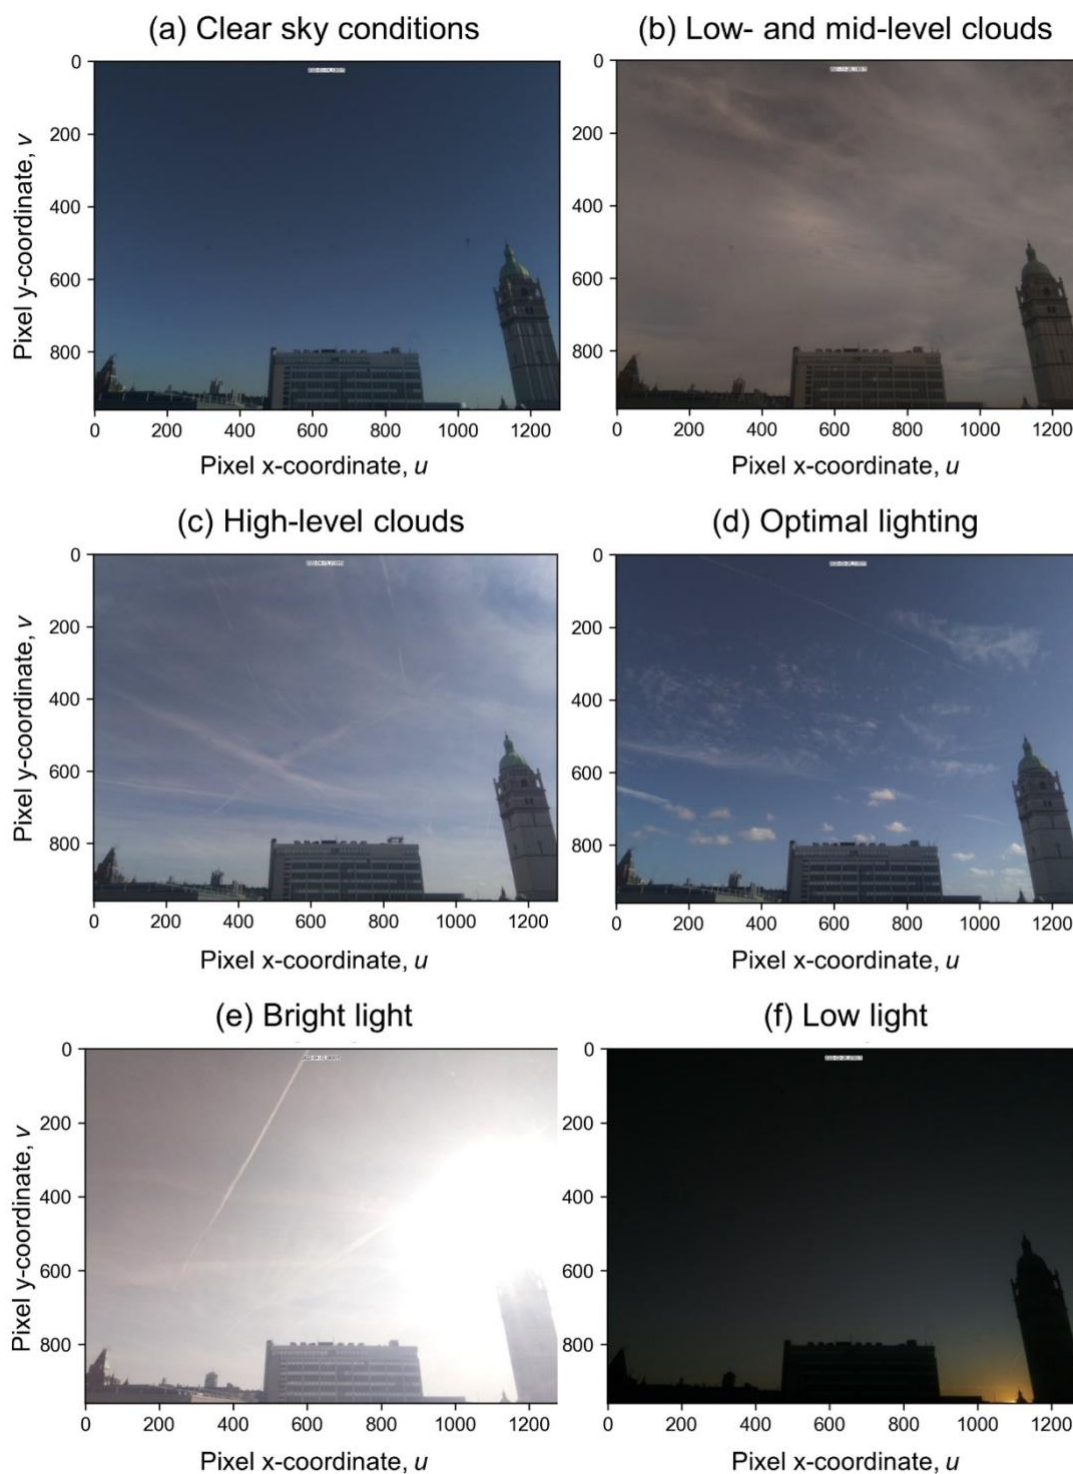 (a) Clear sky conditions
(b) Low- and mid-level clouds
0
200
400
600
800
Pixel y-coordinate, v
0 200 400 600 800 1000 1200
0
200
400
600
800
0 200 400 600 800 1000 1200
Pixel x-coordinate, u
Pixel x-coordinate, u
(c) High-level clouds
(d) Optimal lighting
0
200
400
600
800
Pixel y-coordinate, v
0 200 400 600 800 1000 1200
0
200
400
600
800
0 200 400 600 800 1000 1200
Pixel x-coordinate, u
Pixel x-coordinate, u
(e) Bright light
(f) Low light
0
200
400
600
800
Pixel y-coordinate, v
0 200 400 600 800 1000 1200
0
200
400
600
800
0 200 400 600 800 1000 1200
Pixel x-coordinate, u
Pixel x-coordinate, u